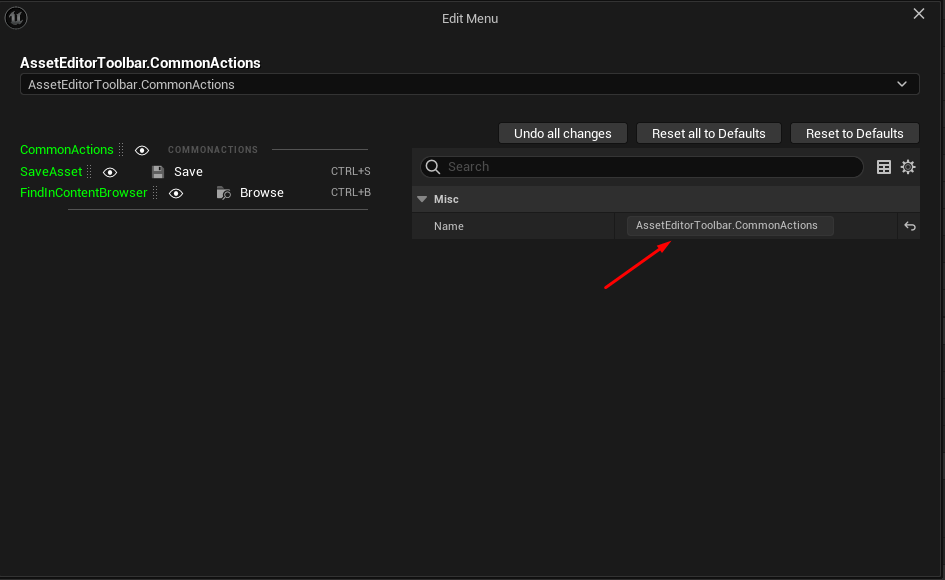 Edit Menu
AssetEditorToolbar.CommonActions
AssetEditorToolbar.CommonActions
Undo all changes Reset all to Defaults Reset to Defaults
CommonActions COMMONACTIONS
SaveAsset Save CTRL+S
FindInContentBrowser Browse CTRL+B
Search
Misc
Name AssetEditorToolbar.CommonActions